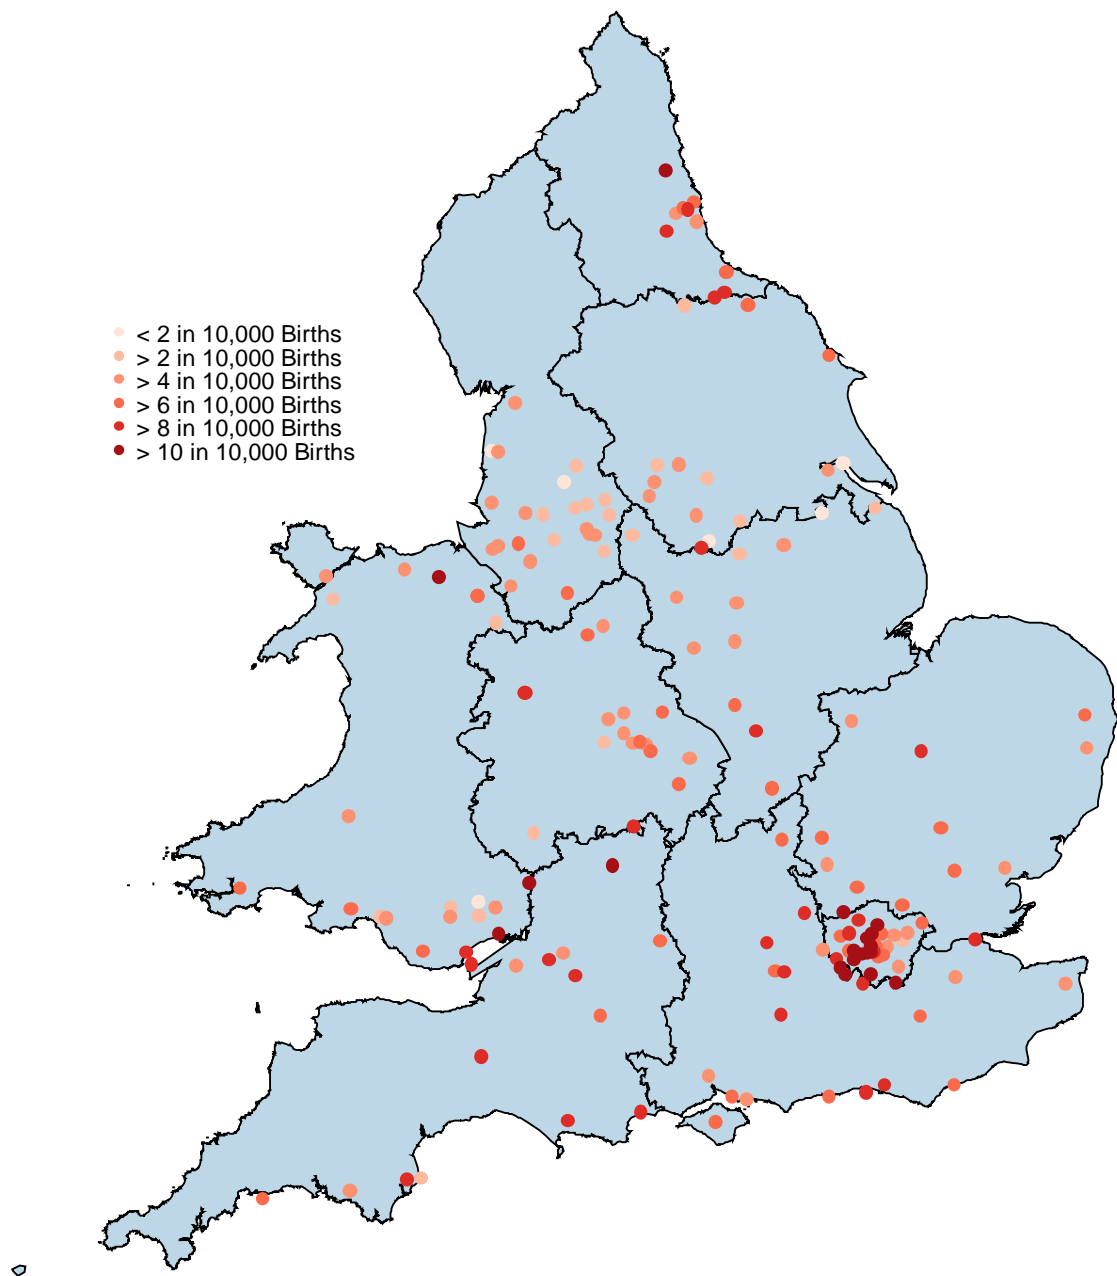 < 2 in 10,000 Births
> 2 in 10,000 Births
> 4 in 10,000 Births
> 6 in 10,000 Births
> 8 in 10,000 Births
> 10 in 10,000 Births